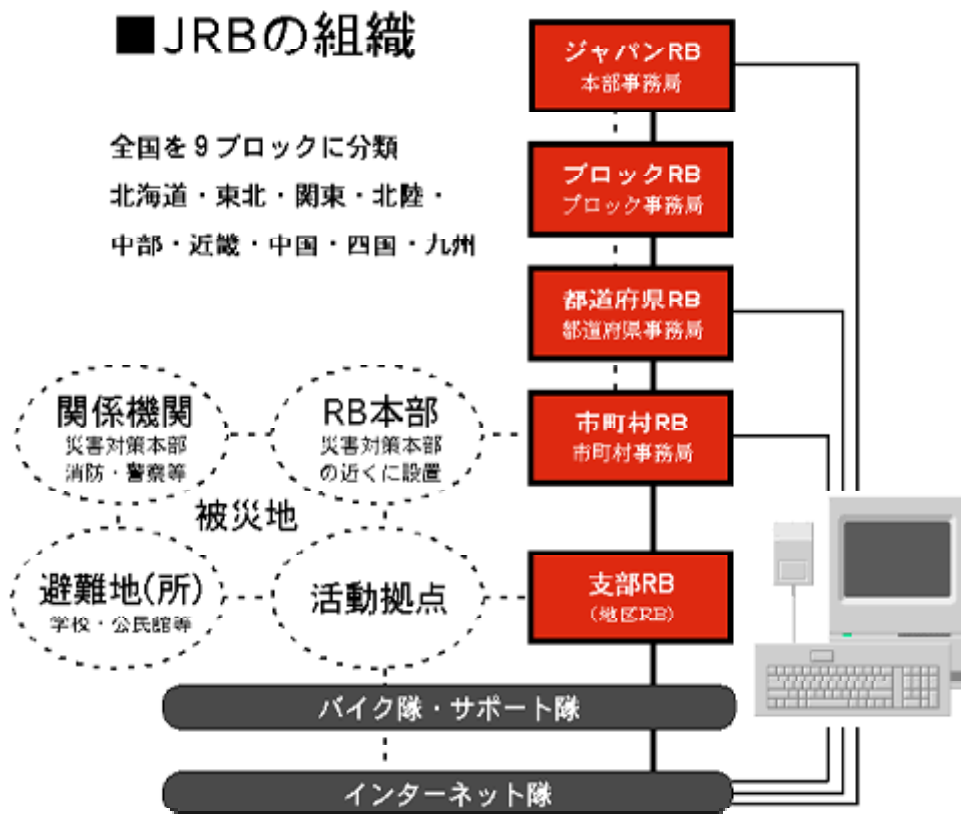 ■JRBの組織
全国を9ブロックに分類
北海道・東北・関東・北陸・
中部・近畿・中国・四国・九州
ジャパンRB
本部事務局
ブロックRB
ブロック事務局
都道府県RB
都道府県事務局
市町村RB
市町村事務局
関係機関
災害対策本部
消防・警察等
RB本部
災害対策本部
の近くに設置
被災地
避難地(所)
学校・公民館等
活動拠点
支部RB
(地区RB)
バイク隊・サポート隊
インターネット隊